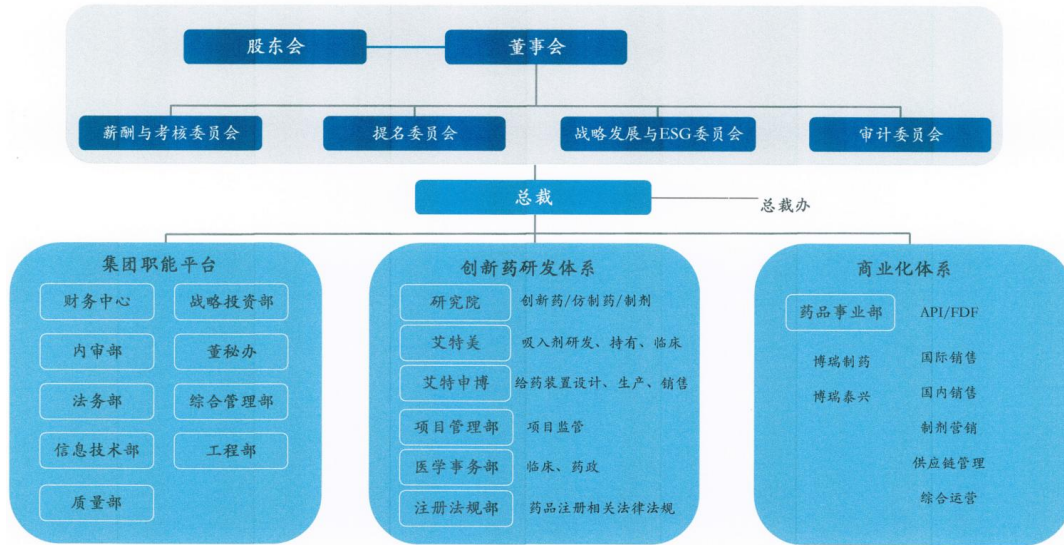 股东会
董事会
薪酬与考核委员会
提名委员会
战略发展与ESG委员会
审计委员会
总裁
总裁办
集团职能平台
财务中心
战略投资部
内审部
董秘办
法务部
综合管理部
信息技术部
工程部
质量部
创新药研发体系
研究院 创新药/仿制药/制剂
艾特美 吸入剂研发、持有、临床
艾特申博 给药装置设计、生产、销售
项目管理部 项目监管
医学事务部 临床、药政
注册法规部 药品注册相关法律法规
商业化体系
药品事业部
博瑞制药
博瑞泰兴
API/FDF
国际销售
国内销售
制剂营销
供应链管理
综合运营